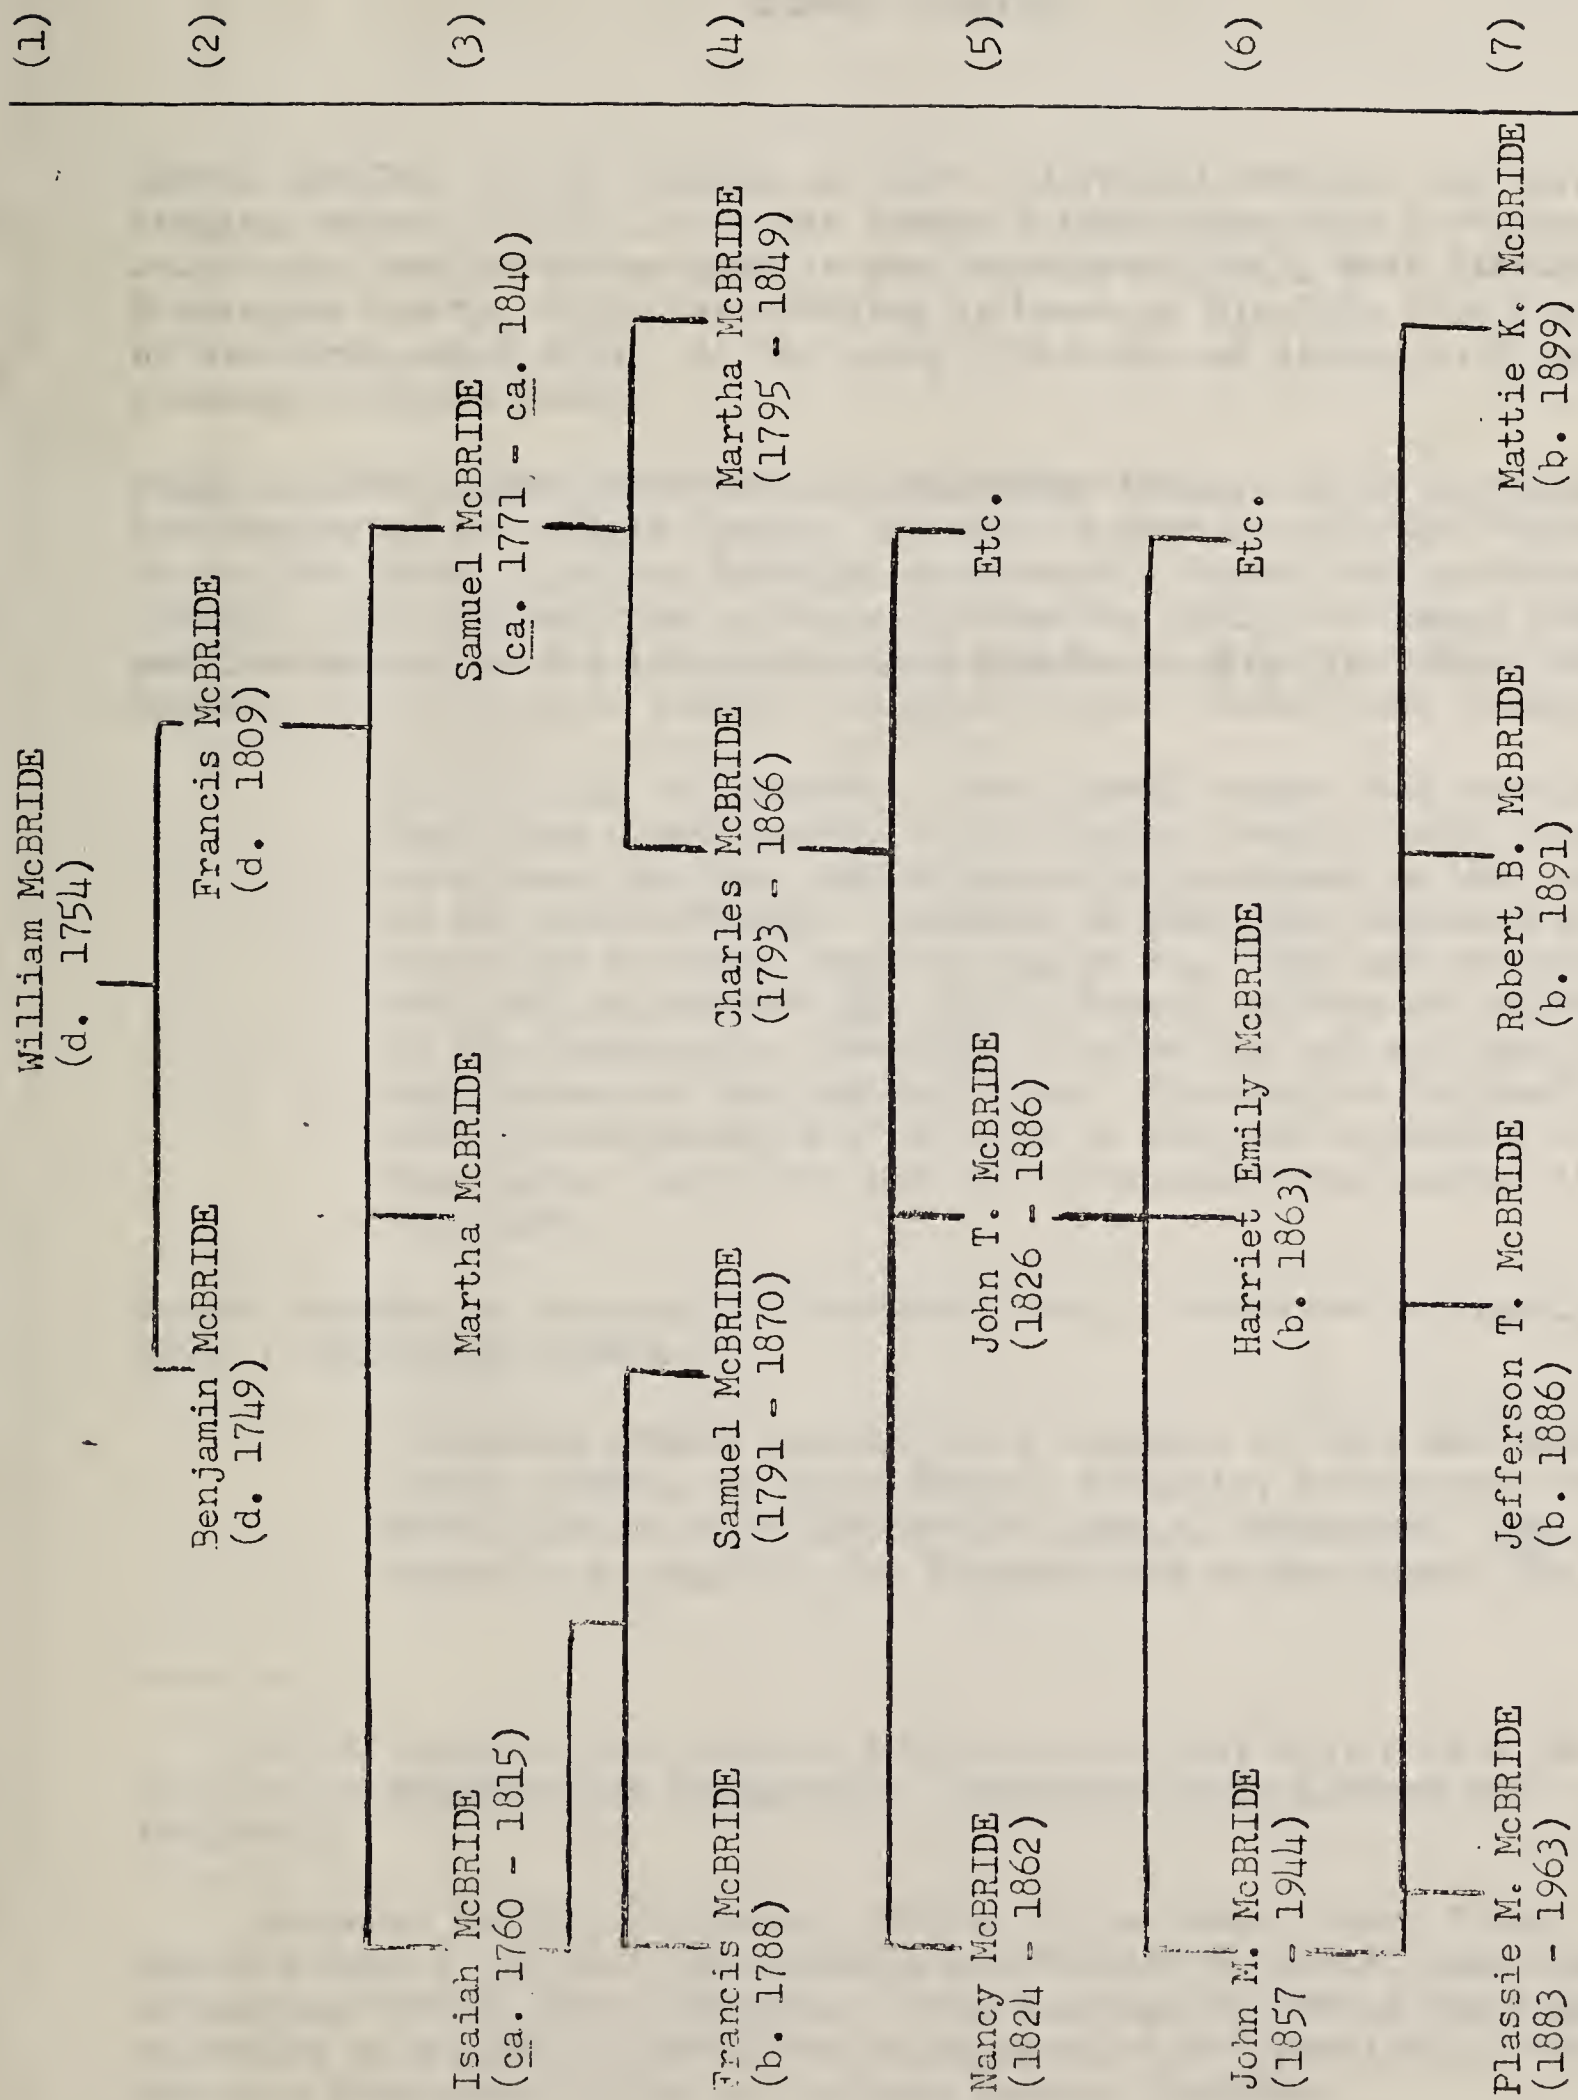 William McBRIDE (1)
(d. 1754)
Benjamin McBRIDE Francis McBRIDE (2)
(d. 1749) (d. 1809)
Isaiah McBRIDE Martha McBRIDE Samuel McBRIDE (3)
(ca. 1760 - 1815) (ca. 1771 - ca. 1840)
Francis McBRIDE Samuel McBRIDE Charles McBRIDE Martha McBRIDE (4)
(b. 1788) (1791 - 1870) (1793 - 1866) (1795 - 1849)
Nancy McBRIDE John T. McBRIDE Etc. (5)
(1824 - 1862) (1826 - 1886)
John M. McBRIDE Harriet Emily McBRIDE Etc. (6)
(1857 - 1944) (b. 1863)
Plassie M. McBRIDE Jefferson T. McBRIDE Robert B. McBRIDE Mattie K. McBRIDE (7)
(1883 - 1963) (b. 1886) (b. 1891) (b. 1899)